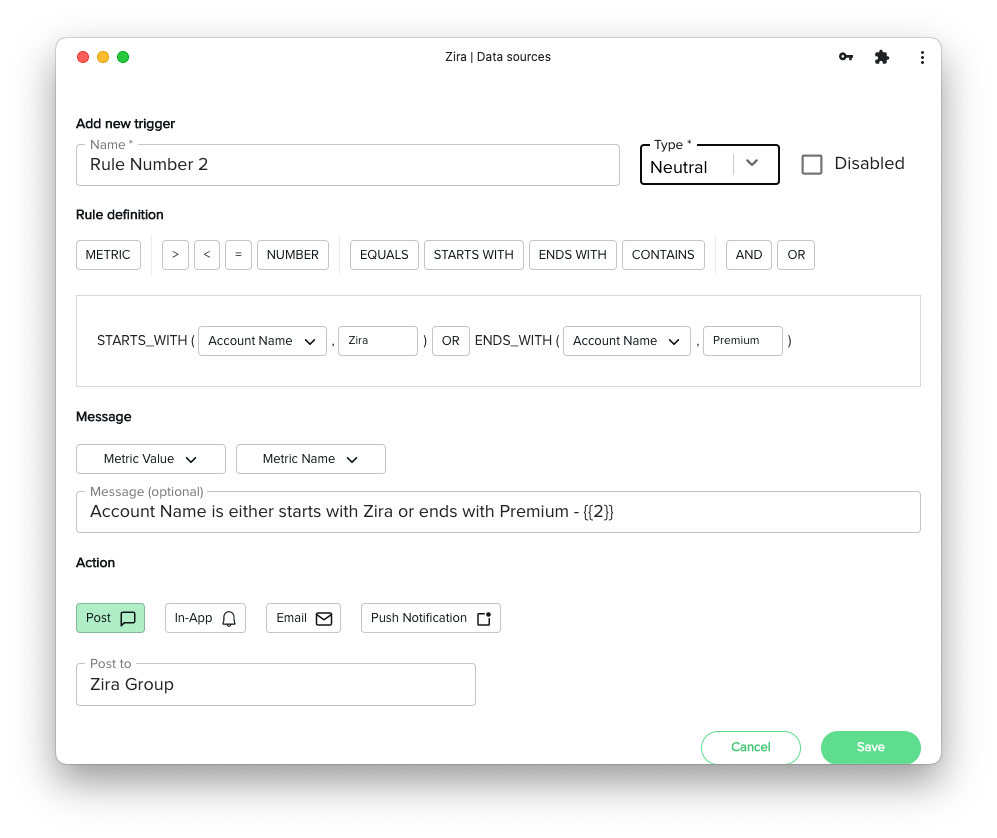 Zira | Data sources
Add new trigger
Name *
Rule Number 2
Type *
Neutral
Disabled
Rule definition
METRIC > < = NUMBER EQUALS STARTS WITH ENDS WITH CONTAINS AND OR
STARTS_WITH ( Account Name , Zira ) OR ENDS_WITH ( Account Name , Premium )
Message
Metric Value Metric Name
Message (optional)
Account Name is either starts with Zira or ends with Premium - {{2}}
Action
Post In-App Email Push Notification
Post to
Zira Group
Cancel Save